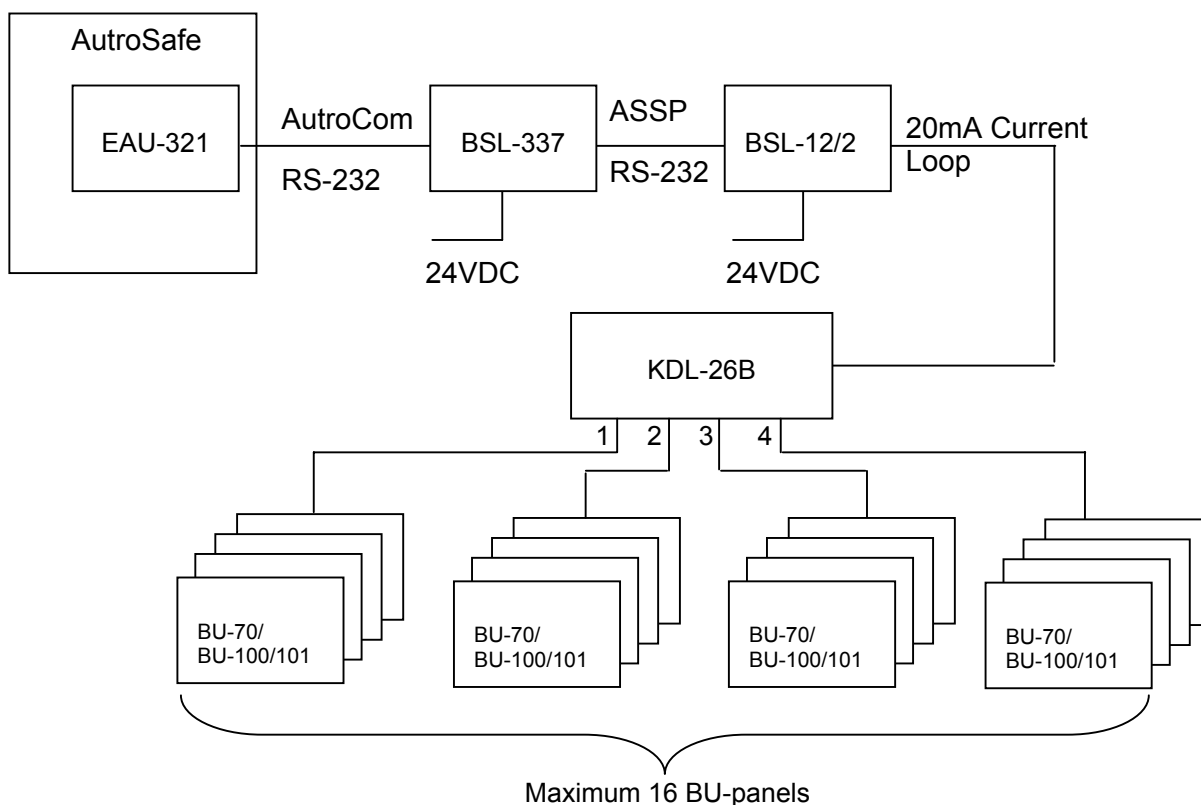 AutroSafe
EAU-321
AutroCom
RS-232
BSL-337
ASSP
RS-232
BSL-12/2
20mA Current
Loop
24VDC
24VDC
KDL-26B
1
2
3
4
BU-70/
BU-100/101
BU-70/
BU-100/101
BU-70/
BU-100/101
BU-70/
BU-100/101
Maximum 16 BU-panels